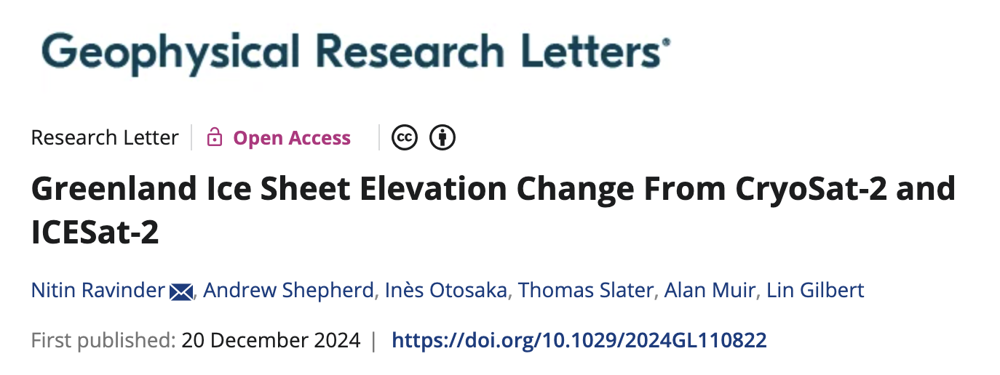 Geophysical Research Letters®
Research Letter | Open Access | cc
Greenland Ice Sheet Elevation Change From CryoSat-2 and
ICESat-2
Nitin Ravinder, Andrew Shepherd, Inès Otosaka, Thomas Slater, Alan Muir, Lin Gilbert
First published: 20 December 2024 | https://doi.org/10.1029/2024GL110822